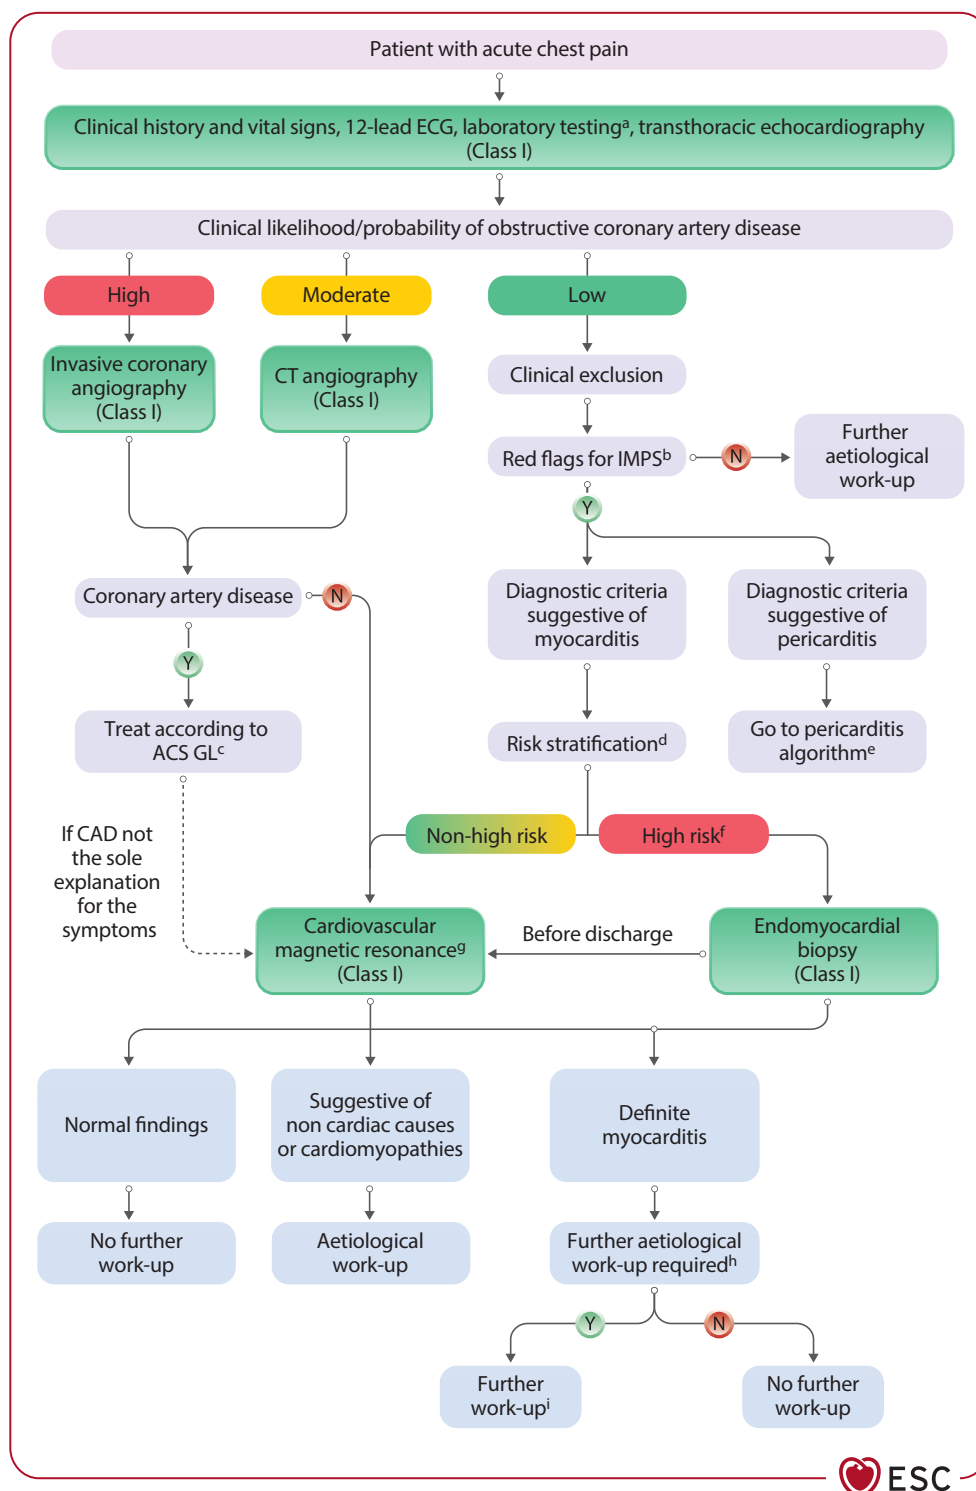 Patient with acute chest pain
Clinical history and vital signs, 12-lead ECG, laboratory testingᵃ, transthoracic echocardiography
(Class I)
Clinical likelihood/probability of obstructive coronary artery disease
High
Moderate
Low
Invasive coronary
angiography
(Class I)
CT angiography
(Class I)
Clinical exclusion
Red flags for IMPSᵇ
N
Further
aetiological
work-up
Y
Coronary artery disease
N
Diagnostic criteria
suggestive of
myocarditis
Diagnostic criteria
suggestive of
pericarditis
Y
Treat according to
ACS GLᶜ
Risk stratificationᵈ
Go to pericarditis
algorithmᵉ
If CAD not
the sole
explanation
for the
symptoms
Non-high risk
High riskᶠ
Cardiovascular
magnetic resonanceᵍ
(Class I)
Before discharge
Endomyocardial
biopsy
(Class I)
Normal findings
Suggestive of
non cardiac causes
or cardiomyopathies
Definite
myocarditis
No further
work-up
Aetiological
work-up
Further aetiological
work-up requiredʰ
Y
N
Further
work-upⁱ
No further
work-up
ESC